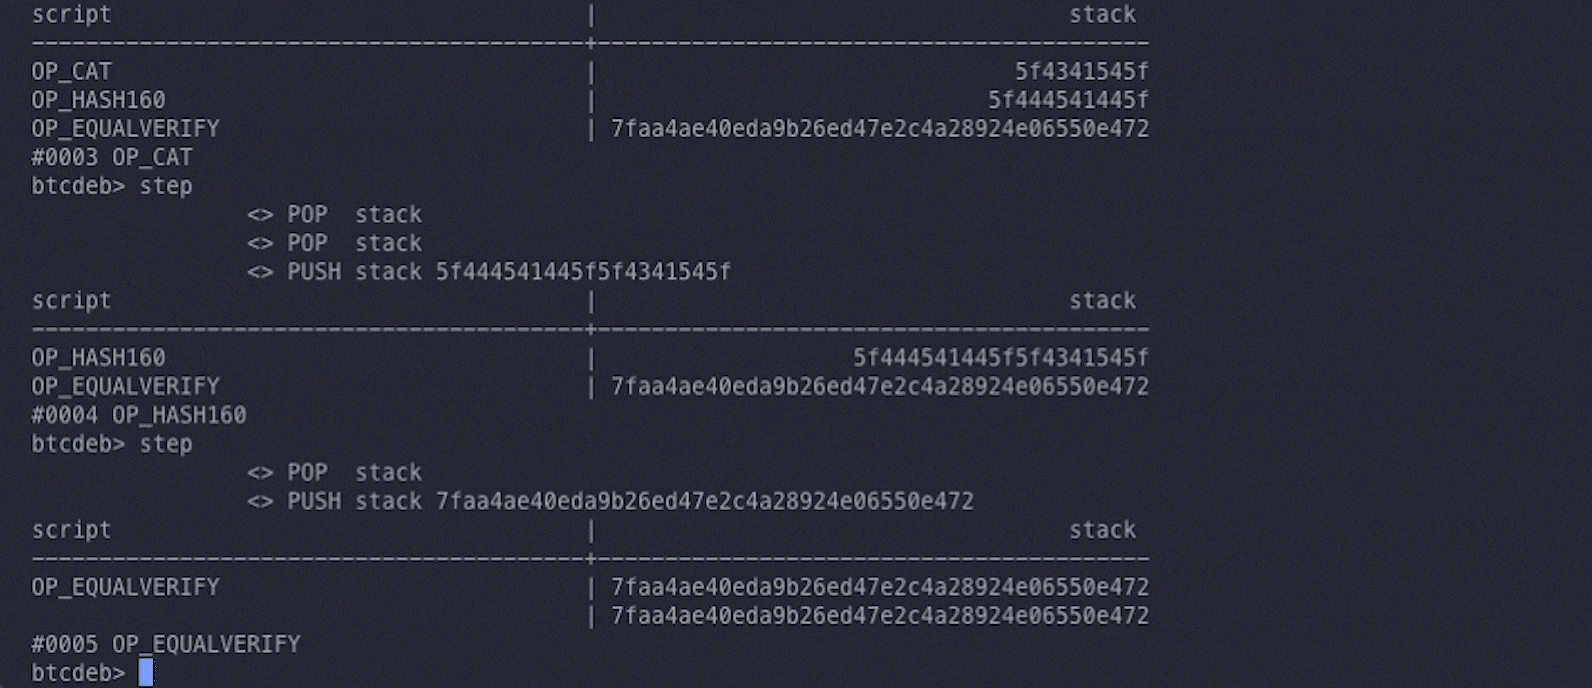 script | stack
-----------------------------------------+-----------------------------------------
OP_CAT | 5f4341545f
OP_HASH160 | 5f444541445f
OP_EQUALVERIFY | 7faa4ae40eda9b26ed47e2c4a28924e06550e472
#0003 OP_CAT
btcdeb> step
<> POP stack
<> POP stack
<> PUSH stack 5f444541445f5f4341545f
script | stack
-----------------------------------------+-----------------------------------------
OP_HASH160 | 5f444541445f5f4341545f
OP_EQUALVERIFY | 7faa4ae40eda9b26ed47e2c4a28924e06550e472
#0004 OP_HASH160
btcdeb> step
<> POP stack
<> PUSH stack 7faa4ae40eda9b26ed47e2c4a28924e06550e472
script | stack
-----------------------------------------+-----------------------------------------
OP_EQUALVERIFY | 7faa4ae40eda9b26ed47e2c4a28924e06550e472
| 7faa4ae40eda9b26ed47e2c4a28924e06550e472
#0005 OP_EQUALVERIFY
btcdeb>